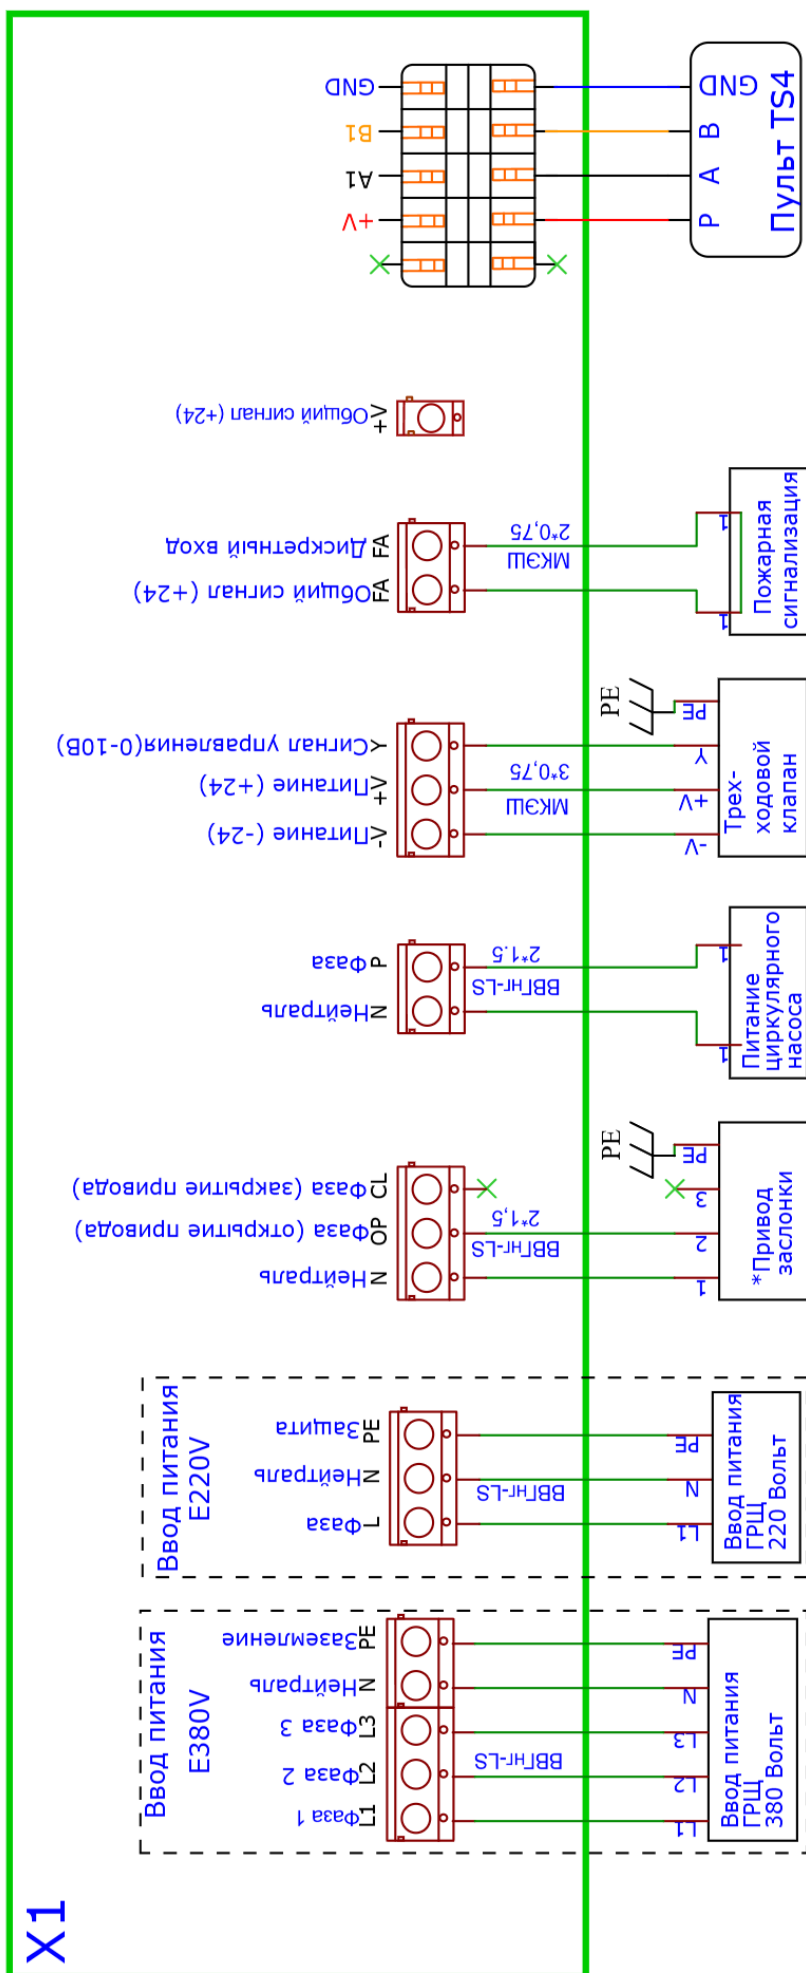 GND
B1
A1
V+
GND
B
A
P
Пульт TS4
Общий сигнал (+24)
+V
Дискретный вход
FA
Общий сигнал (+24)
FA
2*0,75
МКЭШ
1
1
Пожарная
сигнализация
Сигнал управления(0-10В)
Y
Питание (+24)
+V
Питание (-24)
-V
3*0,75
МКЭШ
PE
PE
Y
V+
V-
Трех-
ходовой
клапан
Фаза
P
Нейтраль
N
2*1.5
ВВГнг-LS
1
1
Питание
циркулярного
насоса
Фаза (закрытие привода)
CL
Фаза (открытие привода)
OP
Нейтраль
N
2*1,5
ВВГнг-LS
PE
PE
3
2
1
*Привод
заслонки
Ввод питания
E220V
Защита
PE
Нейтраль
N
Фаза
L
ВВГнг-LS
PE
N
L1
Ввод питания
ГРЩ
220 Вольт
Ввод питания
E380V
Заземление
PE
Нейтраль
N
Фаза 3
L3
Фаза 2
L2
Фаза 1
L1
ВВГнг-LS
PE
N
L3
L2
L1
Ввод питания
ГРЩ
380 Вольт
X1